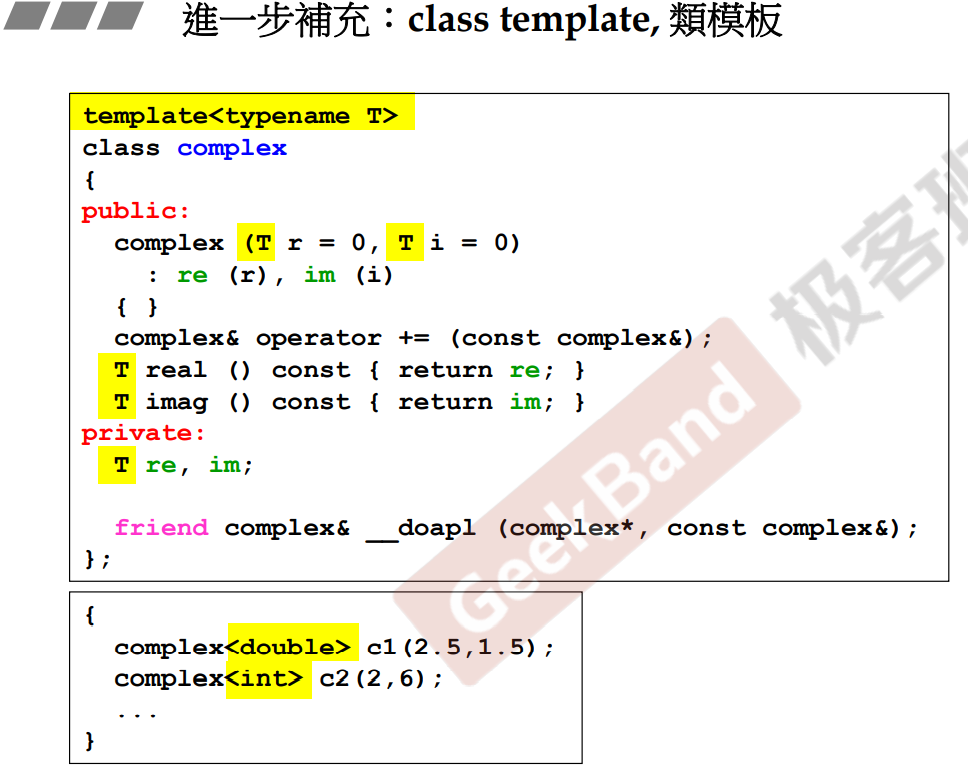 進一步補充：class template, 類模板
template<typename T>
class complex
{
public:
  complex (T r = 0, T i = 0)
    : re (r), im (i)
  { }
  complex& operator += (const complex&);
  T real () const { return re; }
  T imag () const { return im; }
private:
  T re, im;
  friend complex& __doapl (complex*, const complex&);
};
{
  complex<double> c1(2.5,1.5);
  complex<int> c2(2,6);
  ...
}
GeekBand
极客班